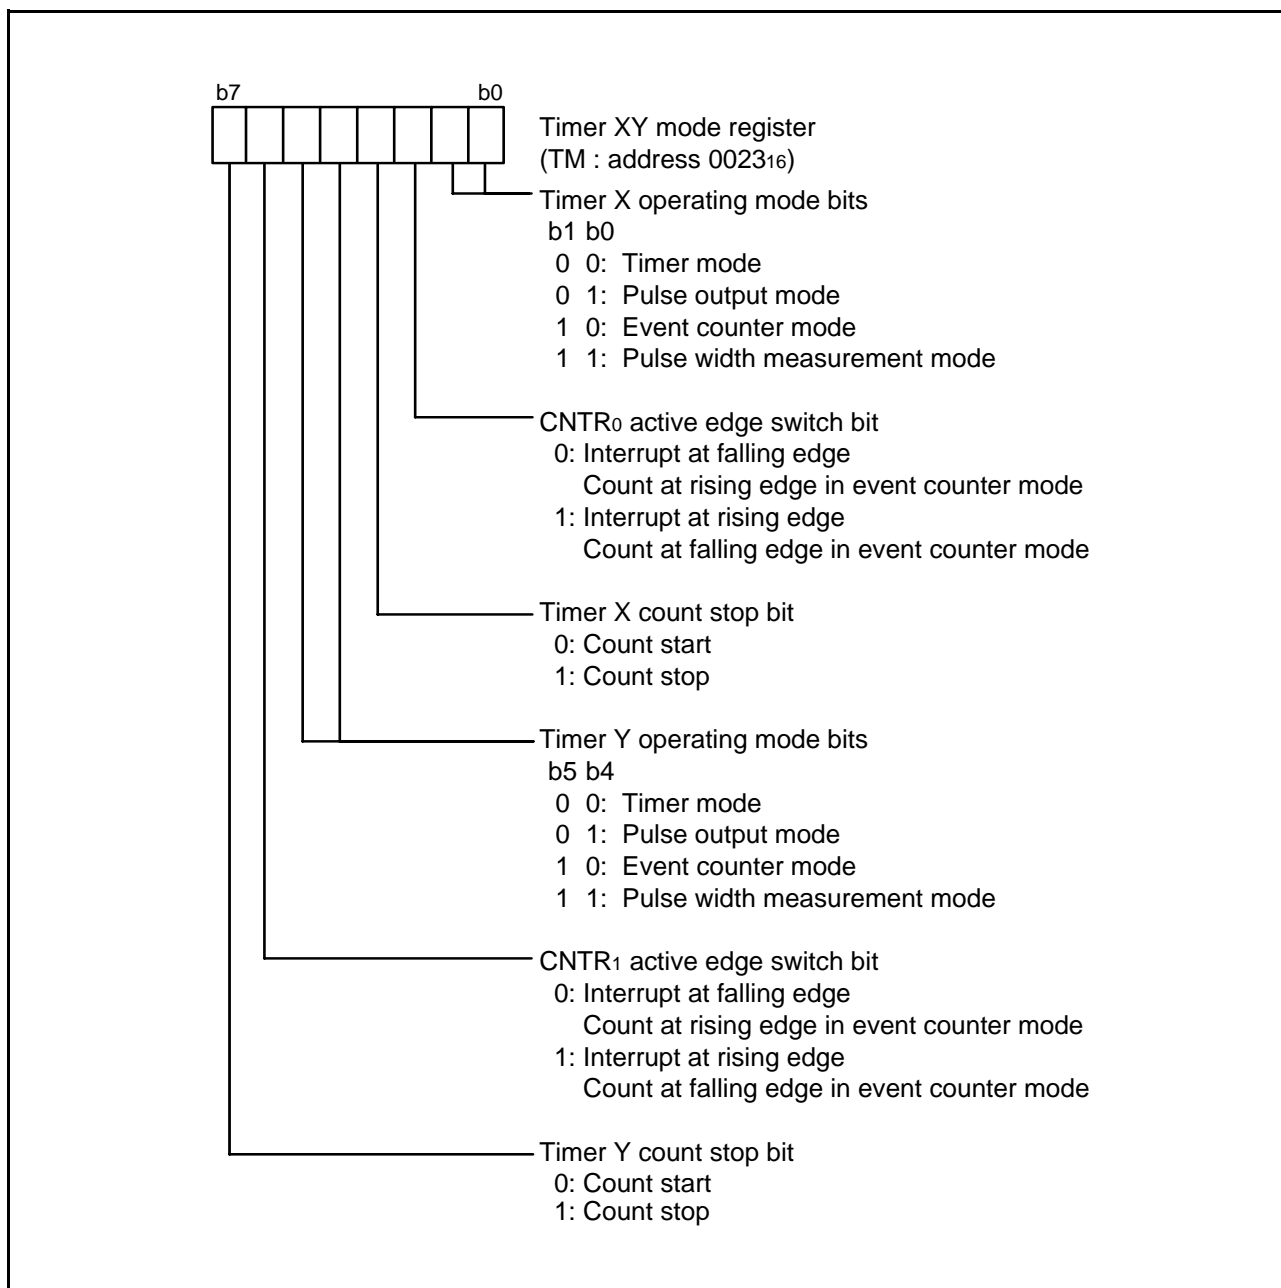 b7 b0
Timer XY mode register
(TM : address 002316)
Timer X operating mode bits
b1 b0
0 0: Timer mode
0 1: Pulse output mode
1 0: Event counter mode
1 1: Pulse width measurement mode
CNTR0 active edge switch bit
0: Interrupt at falling edge
Count at rising edge in event counter mode
1: Interrupt at rising edge
Count at falling edge in event counter mode
Timer X count stop bit
0: Count start
1: Count stop
Timer Y operating mode bits
b5 b4
0 0: Timer mode
0 1: Pulse output mode
1 0: Event counter mode
1 1: Pulse width measurement mode
CNTR1 active edge switch bit
0: Interrupt at falling edge
Count at rising edge in event counter mode
1: Interrupt at rising edge
Count at falling edge in event counter mode
Timer Y count stop bit
0: Count start
1: Count stop